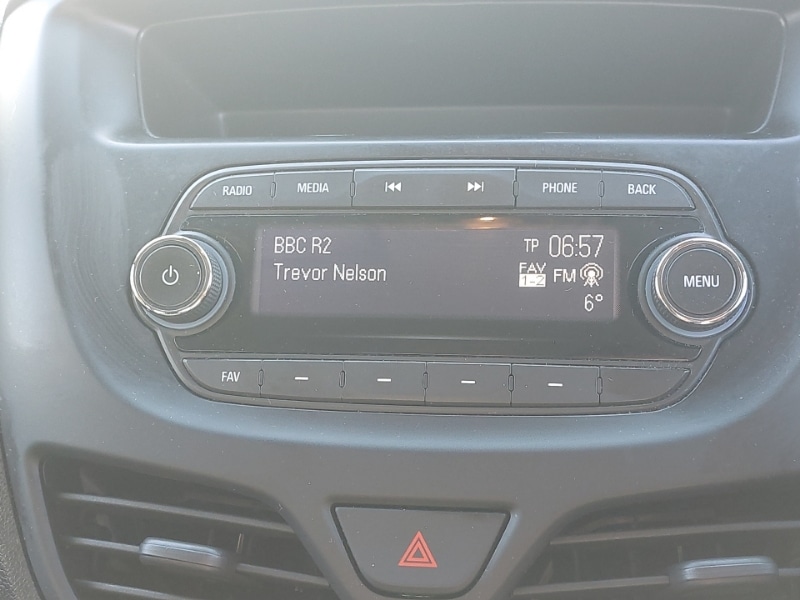 RADIO MEDIA PHONE BACK
BBC R2 TP 06:57
Trevor Nelson FAV 1-2 FM
6°
MENU
FAV